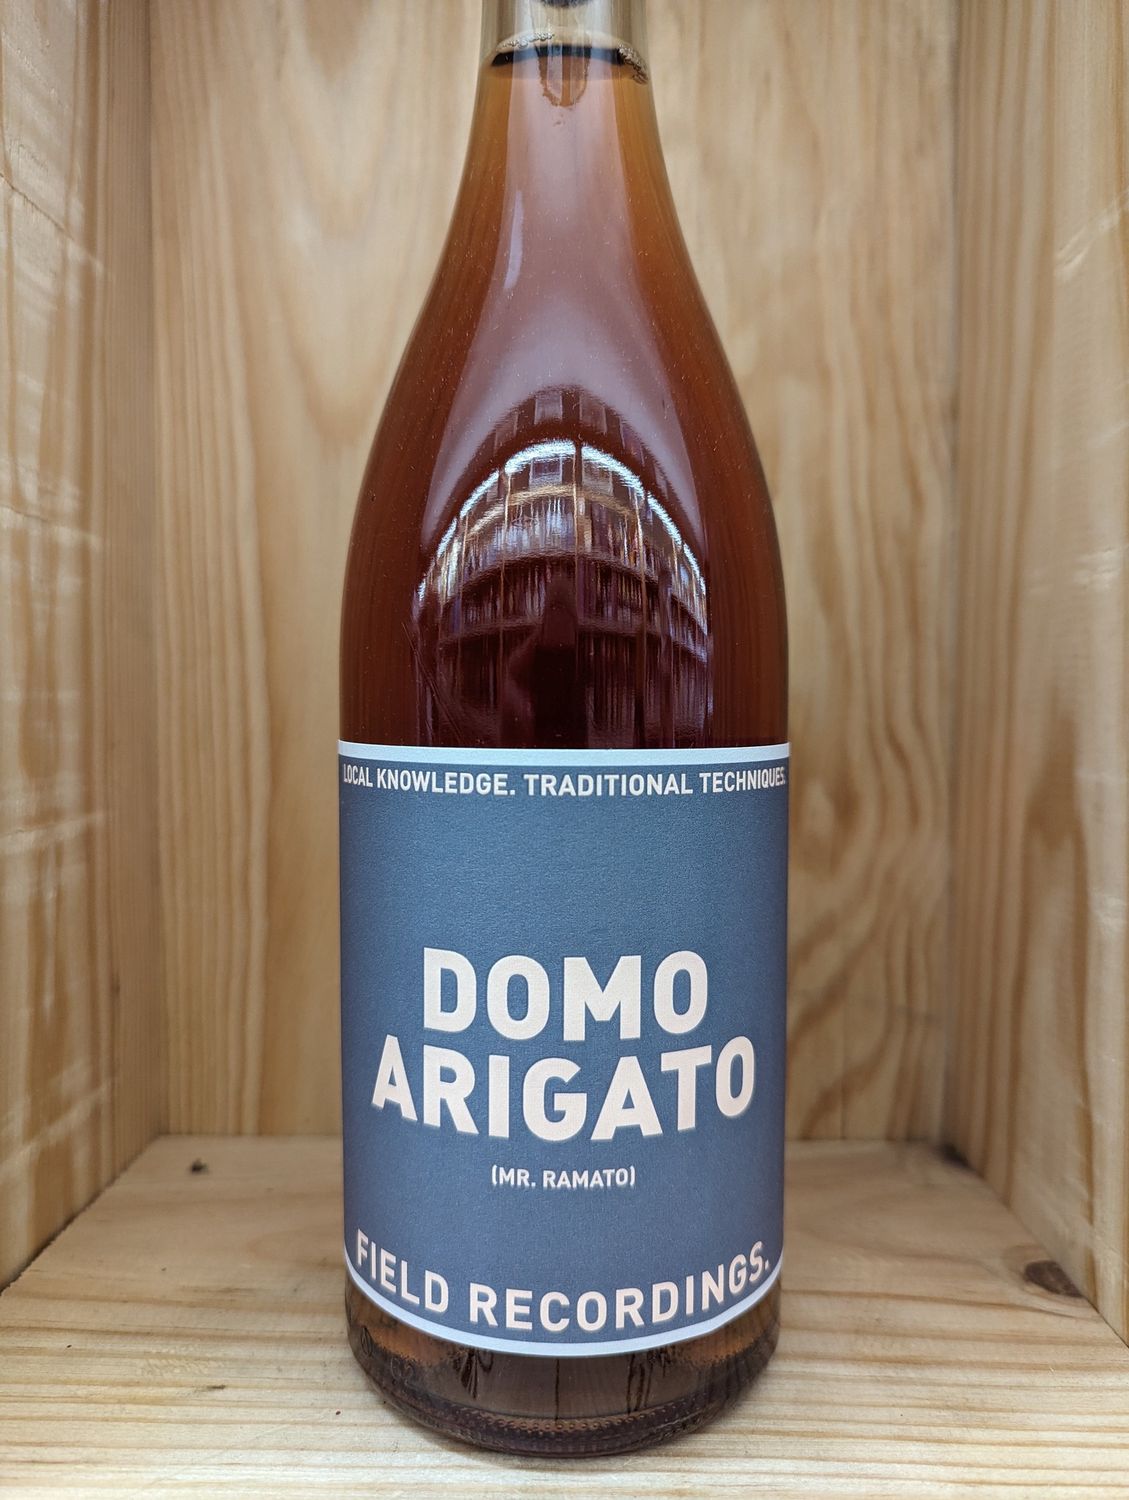 LOCAL KNOWLEDGE. TRADITIONAL TECHNIQUES.
DOMO
ARIGATO
(MR. RAMATO)
FIELD RECORDINGS.